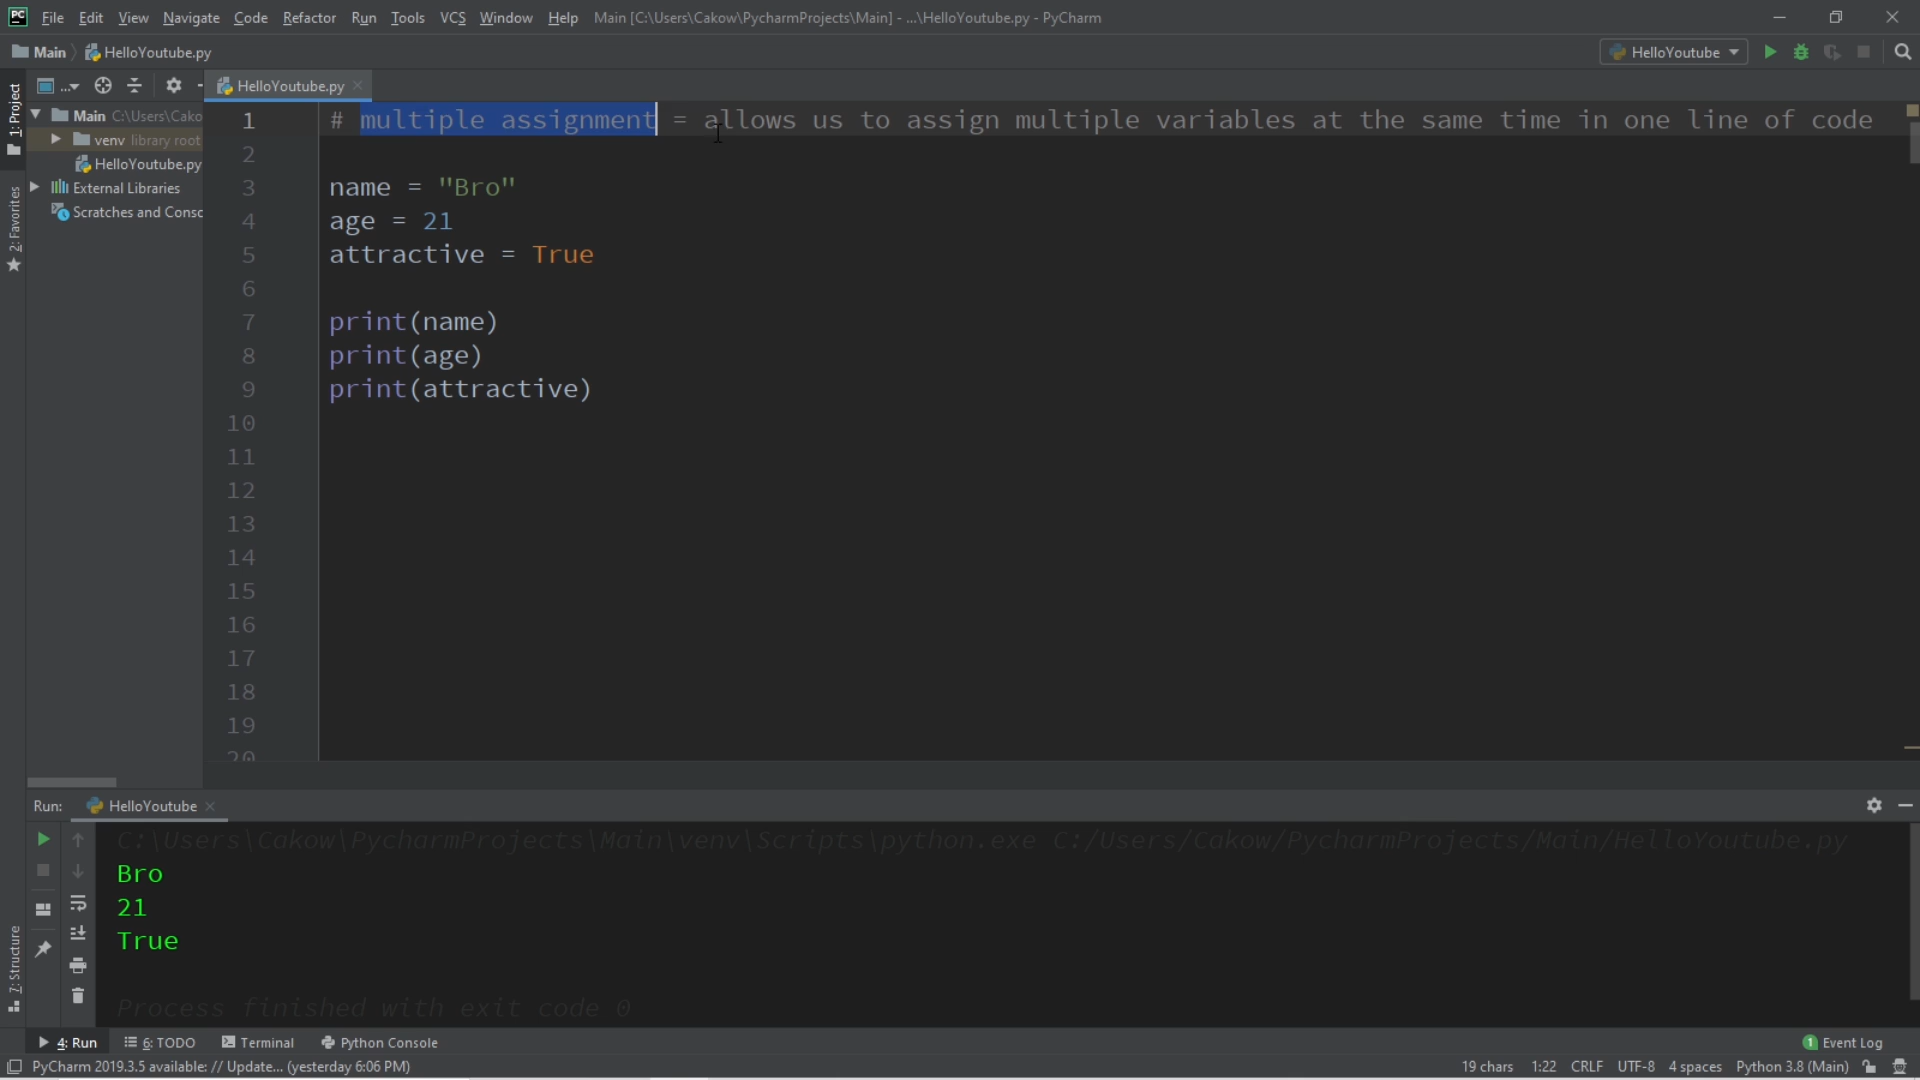 PC File Edit View Navigate Code Refactor Run Tools VCS Window Help Main [C:\Users\Cakow\PycharmProjects\Main] - ...\HelloYoutube.py - PyCharm
Main HelloYoutube.py HelloYoutube
... HelloYoutube.py
1: Project
2: Favorites
7: Structure
Main C:\Users\Cako
venv library root
HelloYoutube.py
External Libraries
Scratches and Conso
1 # multiple assignment = allows us to assign multiple variables at the same time in one line of code
2
3 name = "Bro"
4 age = 21
5 attractive = True
6
7 print(name)
8 print(age)
9 print(attractive)
10
11
12
13
14
15
16
17
18
19
20
Run: HelloYoutube
C:\Users\Cakow\PycharmProjects\Main\venv\Scripts\python.exe C:/Users/Cakow/PycharmProjects/Main/HelloYoutube.py
Bro
21
True
Process finished with exit code 0
4: Run 6: TODO Terminal Python Console 1 Event Log
PyCharm 2019.3.5 available: // Update... (yesterday 6:06 PM) 19 chars 1:22 CRLF UTF-8 4 spaces Python 3.8 (Main)